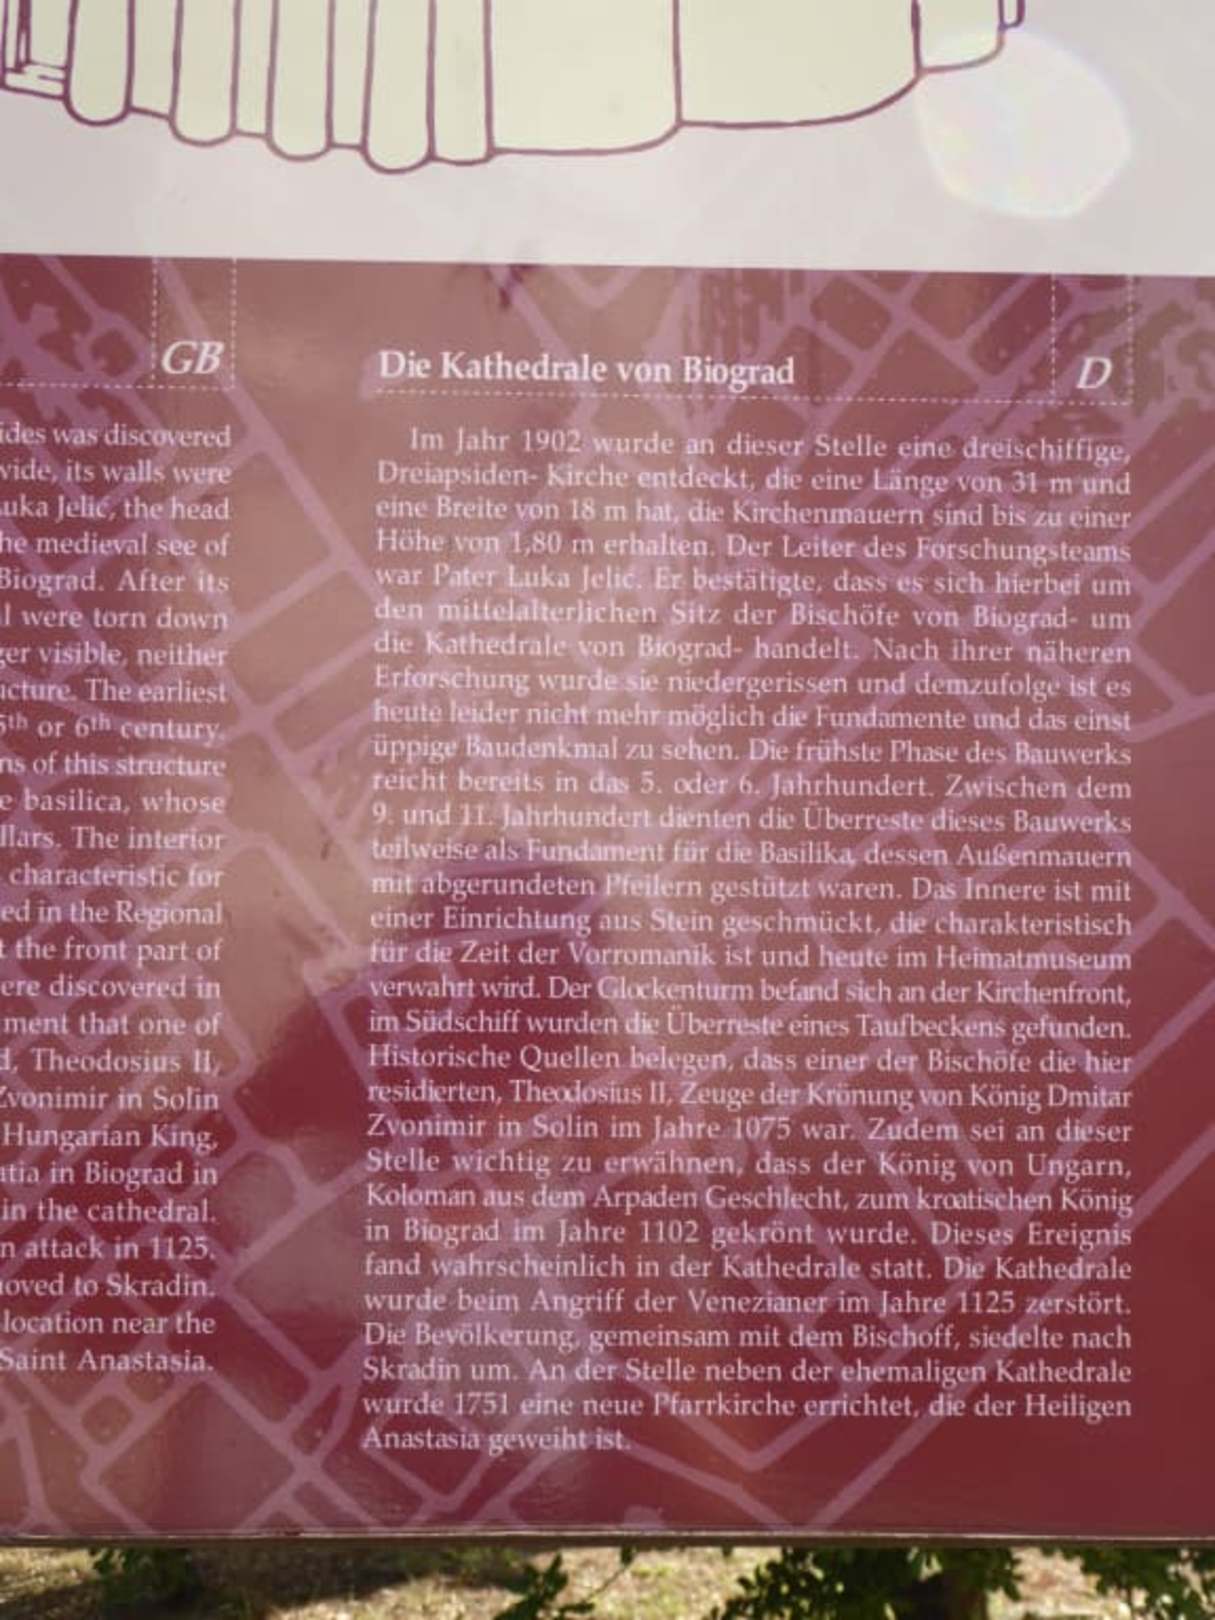 GB
ides was discovered
wide, its walls were
Luka Jelić, the head
he medieval see of
Biograd. After its
l were torn down
ger visible, neither
ucture. The earliest
5th or 6th century.
ns of this structure
e basilica, whose
llars. The interior
characteristic for
ed in the Regional
t the front part of
ere discovered in
ment that one of
d, Theodosius II,
Zvonimir in Solin
Hungarian King,
atia in Biograd in
in the cathedral.
n attack in 1125.
moved to Skradin.
location near the
Saint Anastasia.
Die Kathedrale von Biograd D
Im Jahr 1902 wurde an dieser Stelle eine dreischiffige,
Dreiapsiden- Kirche entdeckt, die eine Länge von 31 m und
eine Breite von 18 m hat, die Kirchenmauern sind bis zu einer
Höhe von 1,80 m erhalten. Der Leiter des Forschungsteams
war Pater Luka Jelić. Er bestätigte, dass es sich hierbei um
den mittelalterlichen Sitz der Bischöfe von Biograd- um
die Kathedrale von Biograd- handelt. Nach ihrer näheren
Erforschung wurde sie niedergerissen und demzufolge ist es
heute leider nicht mehr möglich die Fundamente und das einst
üppige Baudenkmal zu sehen. Die frühste Phase des Bauwerks
reicht bereits in das 5. oder 6. Jahrhundert. Zwischen dem
9. und 11. Jahrhundert dienten die Überreste dieses Bauwerks
teilweise als Fundament für die Basilika, dessen Außenmauern
mit abgerundeten Pfeilern gestützt waren. Das Innere ist mit
einer Einrichtung aus Stein geschmückt, die charakteristisch
für die Zeit der Vorromanik ist und heute im Heimatmuseum
verwahrt wird. Der Glockenturm befand sich an der Kirchenfront,
im Südschiff wurden die Überreste eines Taufbeckens gefunden.
Historische Quellen belegen, dass einer der Bischöfe die hier
residierten, Theodosius II, Zeuge der Krönung von König Dmitar
Zvonimir in Solin im Jahre 1075 war. Zudem sei an dieser
Stelle wichtig zu erwähnen, dass der König von Ungarn,
Koloman aus dem Arpaden Geschlecht, zum kroatischen König
in Biograd im Jahre 1102 gekrönt wurde. Dieses Ereignis
fand wahrscheinlich in der Kathedrale statt. Die Kathedrale
wurde beim Angriff der Venezianer im Jahre 1125 zerstört.
Die Bevölkerung, gemeinsam mit dem Bischoff, siedelte nach
Skradin um. An der Stelle neben der ehemaligen Kathedrale
wurde 1751 eine neue Pfarrkirche errichtet, die der Heiligen
Anastasia geweiht ist.